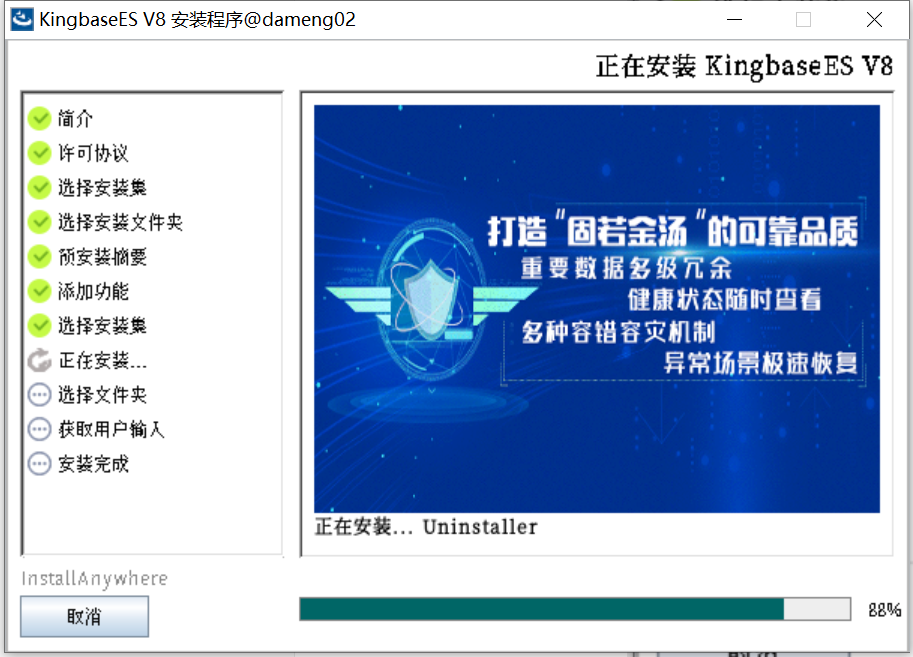 KingbaseES V8 安装程序@dameng02
正在安装 KingbaseES V8
简介
许可协议
选择安装集
选择安装文件夹
预安装摘要
添加功能
选择安装集
正在安装...
选择文件夹
获取用户输入
安装完成
打造“固若金汤“的可靠品质
重要数据多级冗余
健康状态随时查看
多种容错容灾机制
异常场景极速恢复
正在安装... Uninstaller
InstallAnywhere
取消
88%